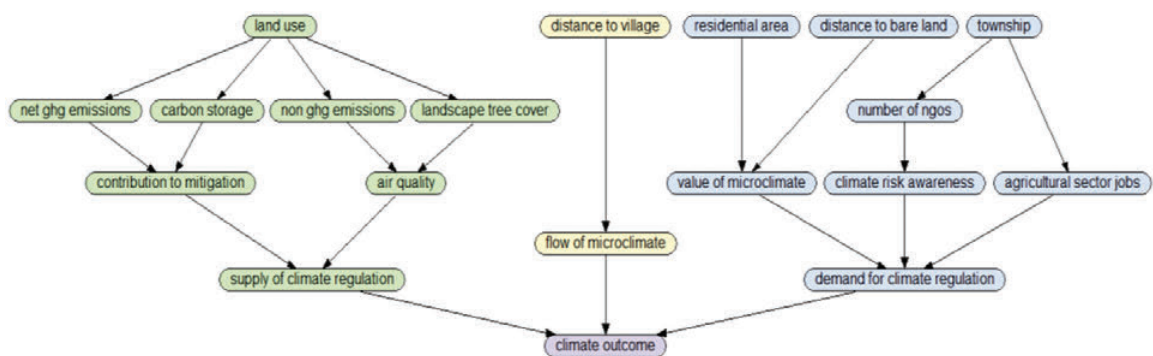 land use
distance to village
residential area
distance to bare land
township
net ghg emissions
carbon storage
non ghg emissions
landscape tree cover
number of ngos
contribution to mitigation
air quality
value of microclimate
climate risk awareness
agricultural sector jobs
flow of microclimate
supply of climate regulation
demand for climate regulation
climate outcome